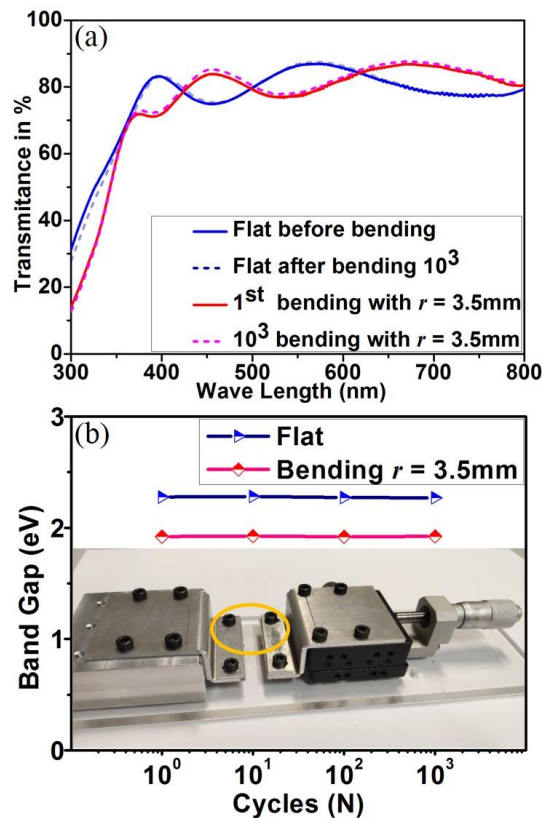 (a)
100
80
60
40
20
0
Transmitance in %
Flat before bending
Flat after bending 10³
1st bending with r = 3.5mm
10³ bending with r = 3.5mm
300 400 500 600 700 800
Wave Length (nm)
(b)
3
2
1
0
Band Gap (eV)
Flat
Bending r = 3.5mm
10⁰ 10¹ 10² 10³
Cycles (N)